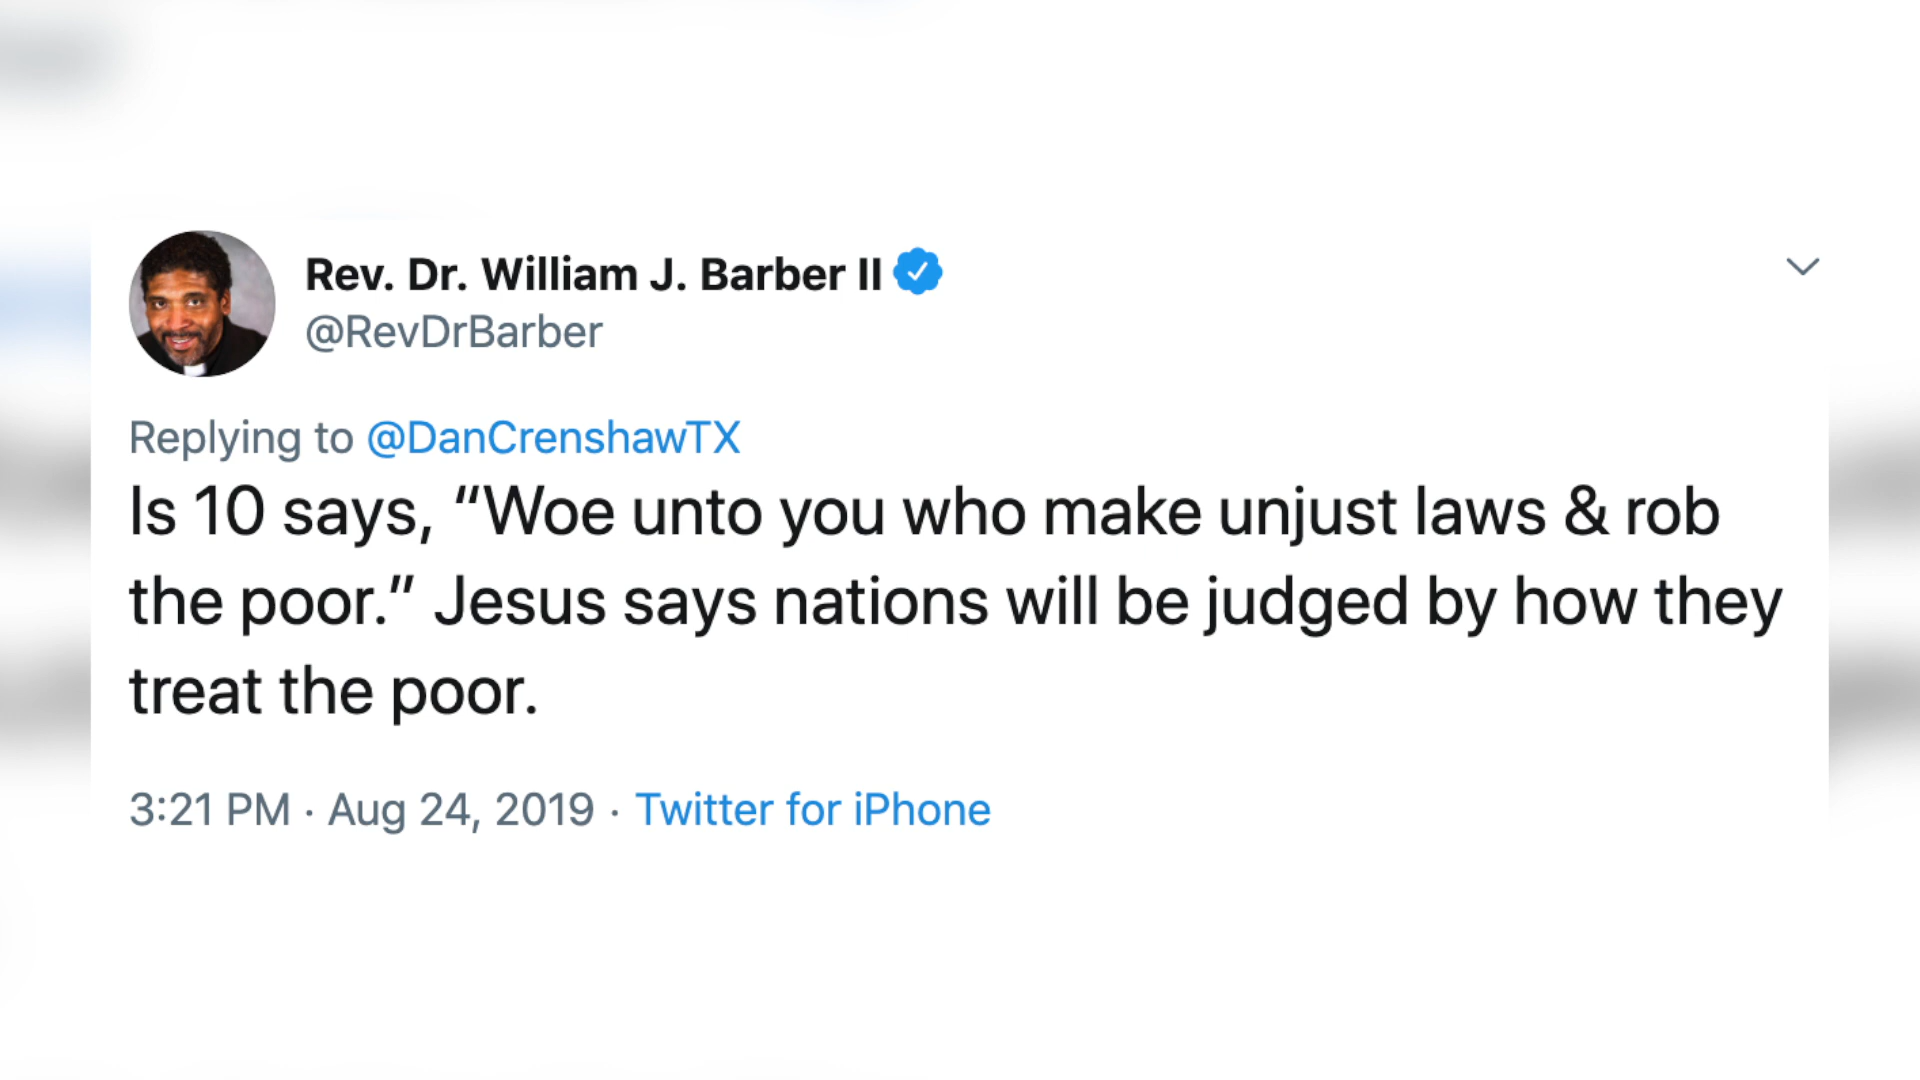 Rev. Dr. William J. Barber II
@RevDrBarber
Replying to @DanCrenshawTX
Is 10 says, “Woe unto you who make unjust laws & rob
the poor.” Jesus says nations will be judged by how they
treat the poor.
3:21 PM · Aug 24, 2019 · Twitter for iPhone